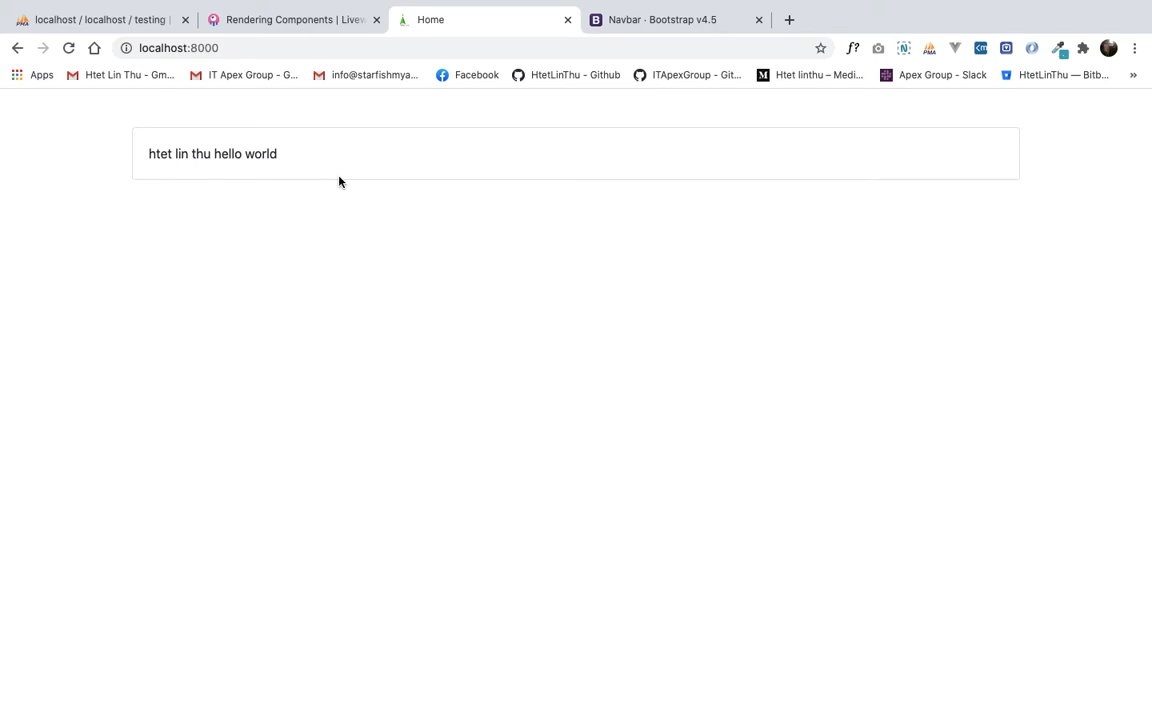 localhost / localhost / testing |
Rendering Components | Livew
Home
Navbar · Bootstrap v4.5
localhost:8000
f?
Apps
Htet Lin Thu - Gm...
IT Apex Group - G...
info@starfishmya...
Facebook
HtetLinThu - Github
ITApexGroup - Git...
Htet linthu – Medi...
Apex Group - Slack
HtetLinThu — Bitb...
htet lin thu hello world